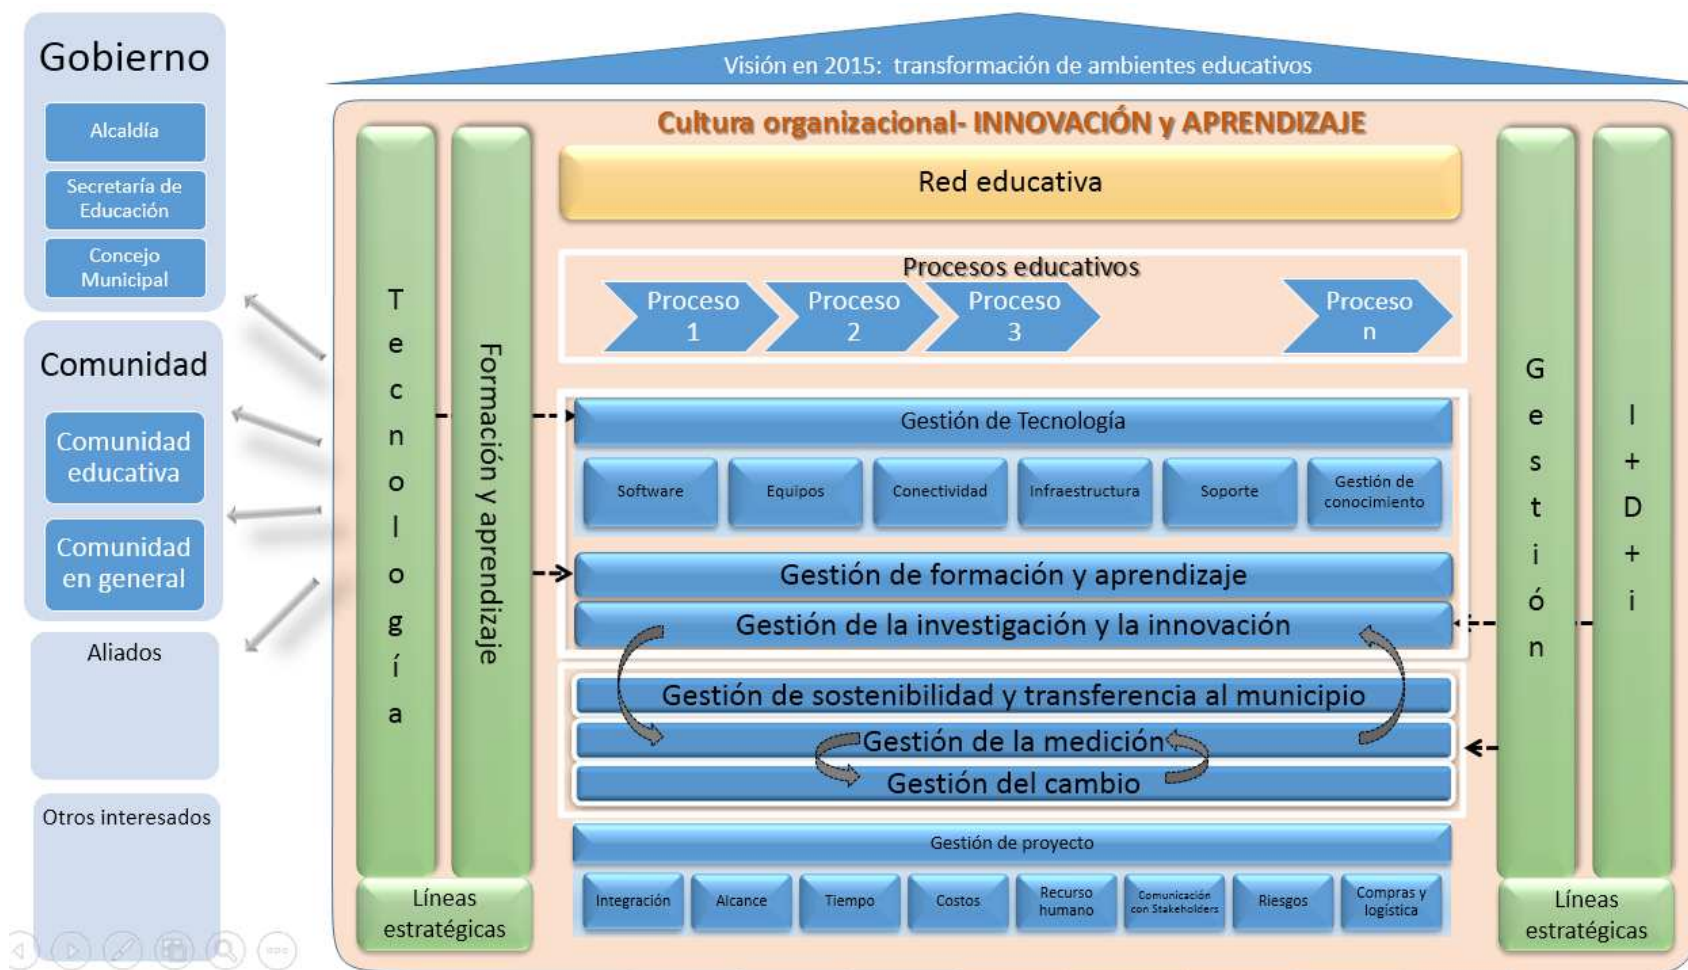 Gobierno
Alcaldía
Secretaría de
Educación
Concejo
Municipal
Comunidad
Comunidad
educativa
Comunidad
en general
Aliados
Otros interesados
Visión en 2015: transformación de ambientes educativos
Cultura organizacional- INNOVACIÓN y APRENDIZAJE
Tecnología
Formación y aprendizaje
Líneas
estratégicas
Red educativa
Procesos educativos
Proceso
1
Proceso
2
Proceso
3
Proceso
n
Gestión de Tecnología
Software
Equipos
Conectividad
Infraestructura
Soporte
Gestión de
conocimiento
Gestión de formación y aprendizaje
Gestión de la investigación y la innovación
Gestión de sostenibilidad y transferencia al municipio
Gestión de la medición
Gestión del cambio
Gestión de proyecto
Integración
Alcance
Tiempo
Costos
Recurso
humano
Comunicación
con Stakeholders
Riesgos
Compras y
logística
Gestión
I+D+i
Líneas
estratégicas